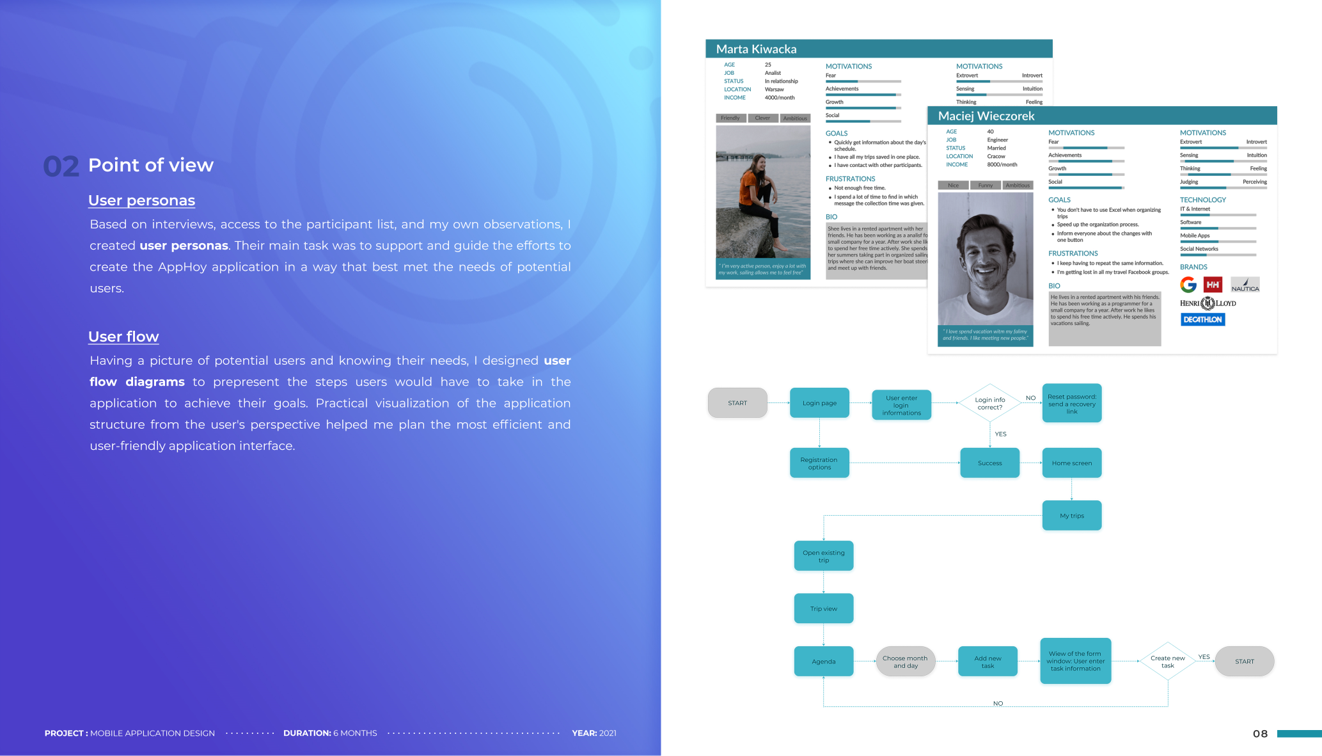 02 Point of view
User personas
Based on interviews, access to the participant list, and my own observations, I
created user personas. Their main task was to support and guide the efforts to
create the AppHoy application in a way that best met the needs of potential
users.
User flow
Having a picture of potential users and knowing their needs, I designed user
flow diagrams to prepresent the steps users would have to take in the
application to achieve their goals. Practical visualization of the application
structure from the user's perspective helped me plan the most efficient and
user-friendly application interface.
PROJECT : MOBILE APPLICATION DESIGN
DURATION: 6 MONTHS
YEAR: 2021
Marta Kiwacka
AGE 25
JOB Analist
STATUS In relationship
LOCATION Warsaw
INCOME 4000/month
Friendly Clever Ambitious
"I'm very active person, enjoy a lot with
my work, sailing allows me to feel free"
MOTIVATIONS
Fear
Achievements
Growth
Social
GOALS
Quickly get information about the day's
schedule.
I have all my trips saved in one place.
I have contact with other participants.
FRUSTRATIONS
Not enough free time.
I spend a lot of time to find in which
message the collection time was given.
BIO
Shee lives in a rented apartment with her
friends. He has been working as a analist fo
small company for a year. After work she lik
to spend her free time actively. She spends
her summers taking part in organized sailing
trips where she can improve her boat steeri
and meet up with friends.
MOTIVATIONS
Extrovert Introvert
Sensing Intuition
Thinking Feeling
Maciej Wieczorek
AGE 40
JOB Engineer
STATUS Married
LOCATION Cracow
INCOME 8000/month
Nice Funny Ambitious
"I love spend vacation witrk my falima
and friends. I like meeting new people."
MOTIVATIONS
Fear
Achievements
Growth
Social
GOALS
You don't have to use Excel when organizing
trips
Speed up the organization process.
Inform everyone about the changes with
one button
FRUSTRATIONS
I keep having to repeat the same information.
I'm getting lost in all my travel Facebook groups.
BIO
He lives in a rented apartment with his friends.
He has been working as a programmer for a
small company for a year. After work he likes
to spend his free time actively. He spends his
vacations sailing.
MOTIVATIONS
Extrovert Introvert
Sensing Intuition
Thinking Feeling
Judging Perceiving
TECHNOLOGY
IT & Internet
Software
Mobile Apps
Social Networks
BRANDS
G HH NAUTICA
HENRI LLOYD
DECATHLON
START
Login page
User enter
login
informations
Login info
correct?
NO
Reset password:
send a recovery
link
YES
Registration
options
Success
Home screen
My trips
Open existing
trip
Trip view
Agenda
Choose month
and day
Add new
task
Wiew of the form
window: User enter
task information
Create new
task
YES
START
NO
08